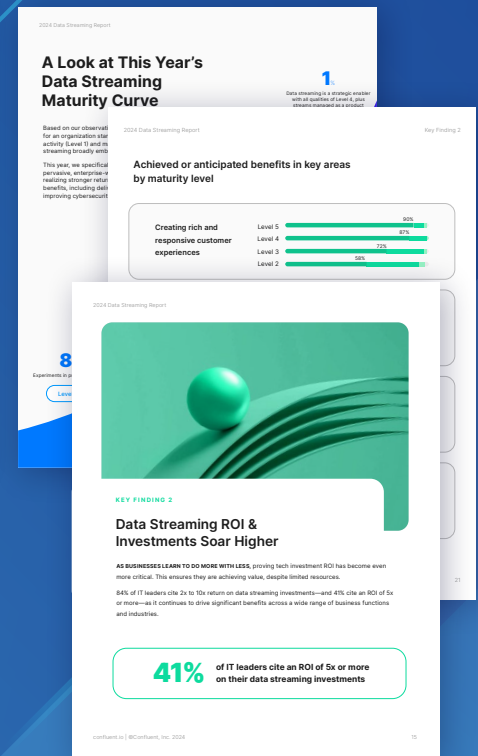 2024 Data Streaming Report
A Look at This Year's
Data Streaming
Maturity Curve
1%
Data streaming is a strategic enabler
with all qualities of Level 4, plus
streams managed as a product
Based on our
for an organization
activity (Level 1) and
streaming broadly
This year, we
pervasive,
realizing stronger
benefits, including
improving
8
Experiments in
2024 Data Streaming Report
Key Finding 2
Achieved or anticipated benefits in key areas
by maturity level
Creating rich and
responsive customer
experiences
Level 5
90%
Level 4
87%
Level 3
72%
Level 2
58%
21
2024 Data Streaming Report
KEY FINDING 2
Data Streaming ROI &
Investments Soar Higher
AS BUSINESSES LEARN TO DO MORE WITH LESS, proving tech investment ROI has become even
more critical. This ensures they are achieving value, despite limited resources.
84% of IT leaders cite 2x to 10x return on data streaming investments—and 41% cite an ROI of 5x
or more—as it continues to drive significant benefits across a wide range of business functions
and industries.
41%
of IT leaders cite an ROI of 5x or more
on their data streaming investments
confluent.io | ©Confluent, Inc. 2024
15